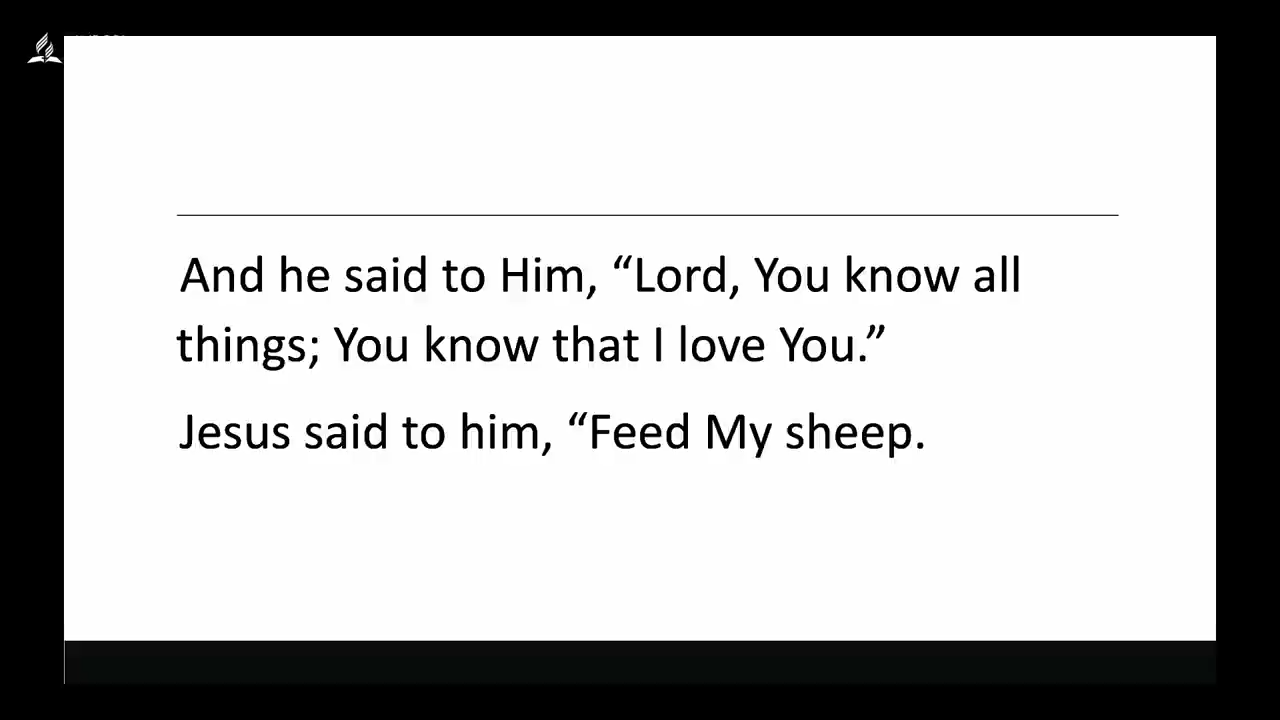 And he said to Him, “Lord, You know all
things; You know that I love You.”
Jesus said to him, “Feed My sheep.